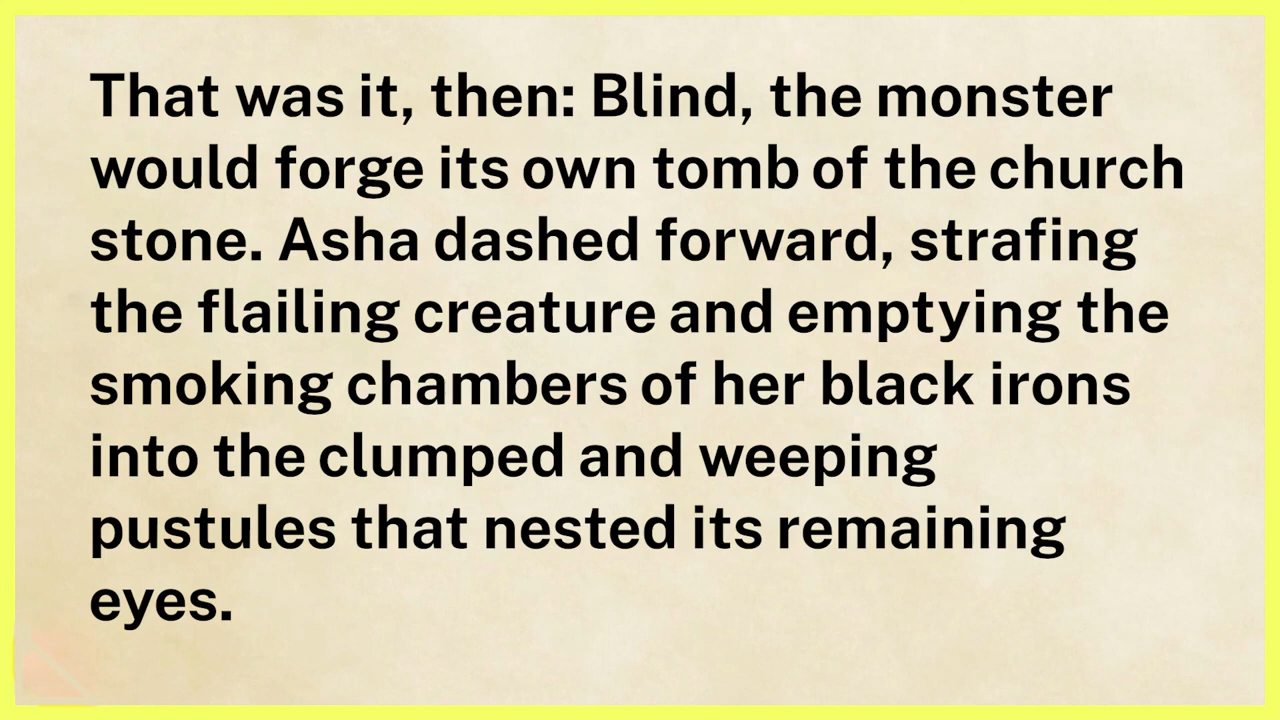 That was it, then: Blind, the monster
would forge its own tomb of the church
stone. Asha dashed forward, strafing
the flailing creature and emptying the
smoking chambers of her black irons
into the clumped and weeping
pustules that nested its remaining
eyes.